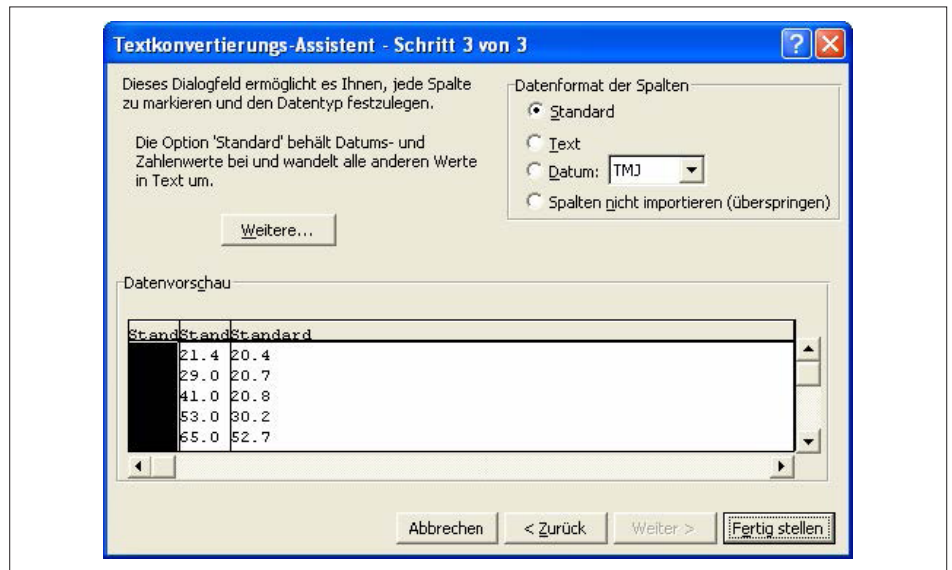 Textkonvertierungs-Assistent - Schritt 3 von 3
Dieses Dialogfeld ermöglicht es Ihnen, jede Spalte
zu markieren und den Datentyp festzulegen.
Die Option 'Standard' behält Datums- und
Zahlenwerte bei und wandelt alle anderen Werte
in Text um.
Weitere...
Datenformat der Spalten
Standard
Text
Datum: TMJ
Spalten nicht importieren (überspringen)
Datenvorschau
Stand Stand Standard
21.4 20.4
29.0 20.7
41.0 20.8
53.0 30.2
65.0 52.7
Abbrechen < Zurück Weiter > Fertig stellen